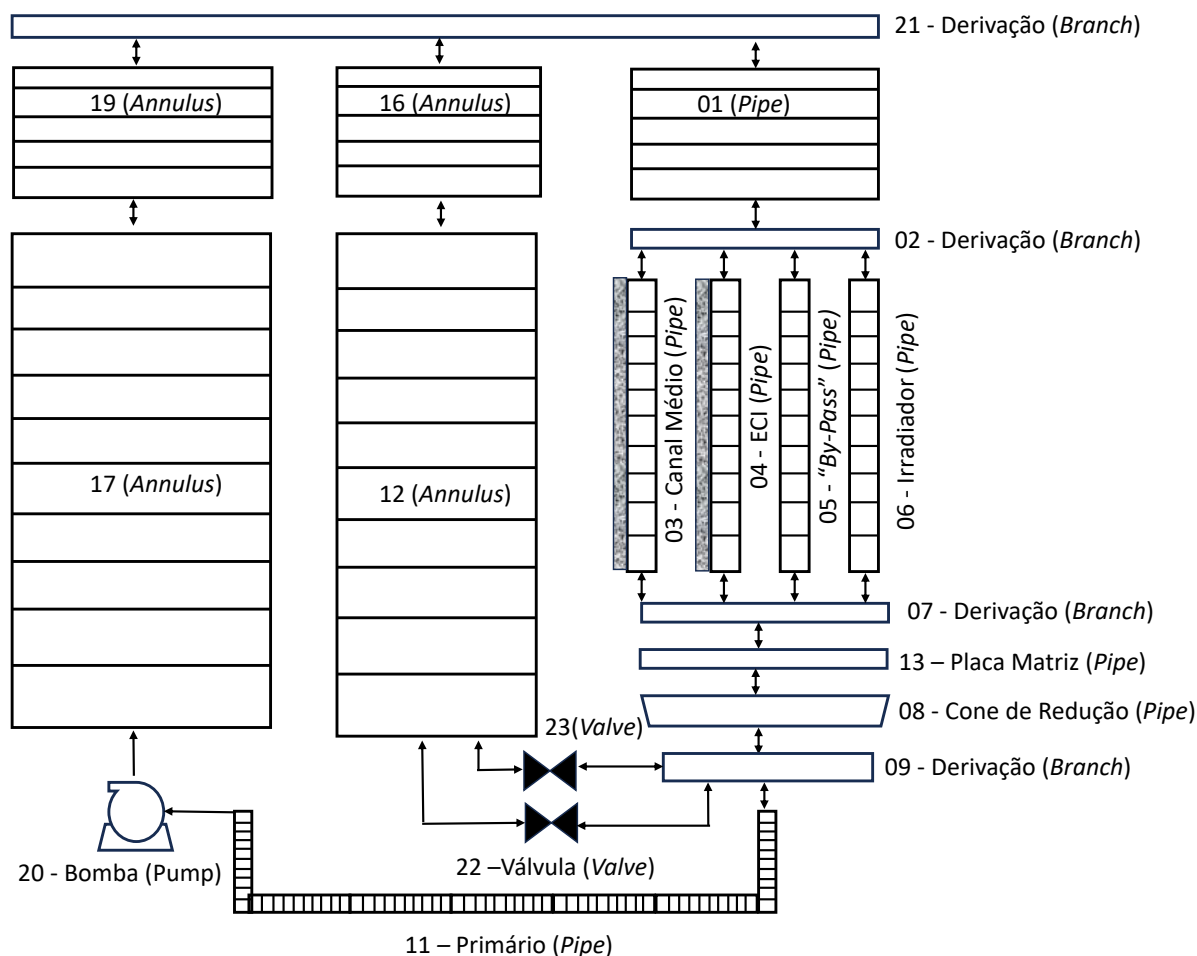 21 - Derivação (Branch)
19 (Annulus)
16 (Annulus)
01 (Pipe)
02 - Derivação (Branch)
03 - Canal Médio (Pipe)
04 - ECI (Pipe)
05 - “By-Pass” (Pipe)
06 - Irradiador (Pipe)
17 (Annulus)
12 (Annulus)
07 - Derivação (Branch)
13 – Placa Matriz (Pipe)
08 - Cone de Redução (Pipe)
23(Valve)
09 - Derivação (Branch)
20 - Bomba (Pump)
22 –Válvula (Valve)
11 – Primário (Pipe)